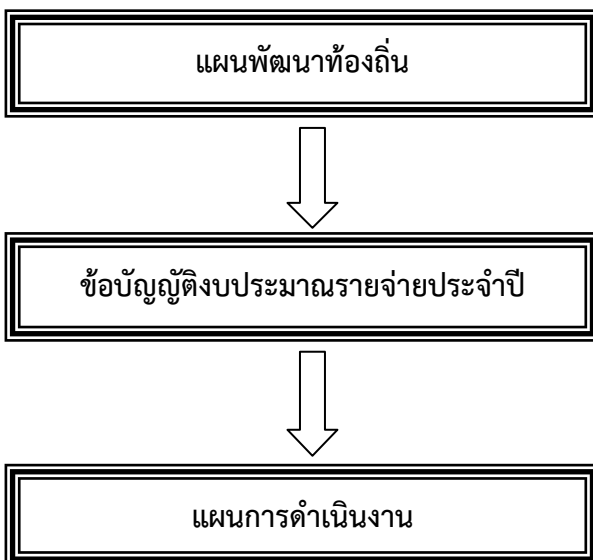 แผนพัฒนาท้องถิ่น
ข้อบัญญัติงบประมาณรายจ่ายประจำปี
แผนการดำเนินงาน